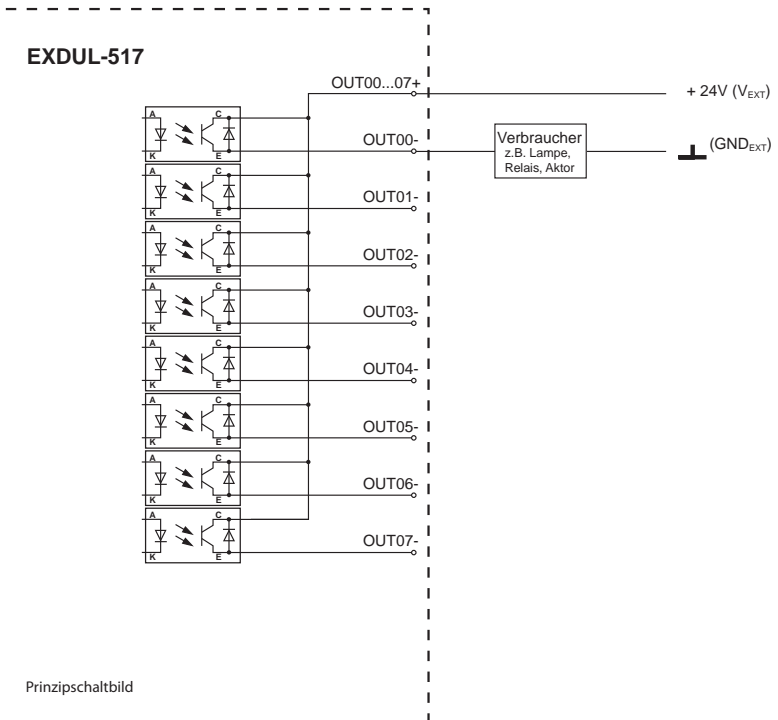 EXDUL-517
OUT00...07+
+ 24V (VEXT)
A
C
K
E
OUT00-
Verbraucher
z.B. Lampe,
Relais, Aktor
(GNDEXT)
A
C
K
E
OUT01-
A
C
K
E
OUT02-
A
C
K
E
OUT03-
A
C
K
E
OUT04-
A
C
K
E
OUT05-
A
C
K
E
OUT06-
A
C
K
E
OUT07-
Prinzipschaltbild